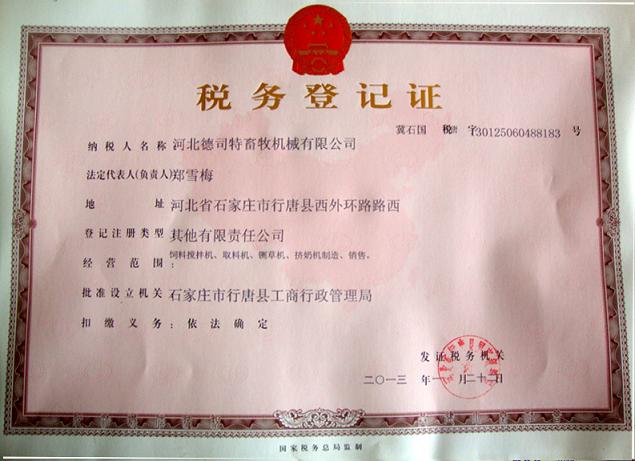 税务登记证
冀石国 税 字130125060488183 号
纳税人名称 河北德司特畜牧机械有限公司
法定代表人(负责人) 郑雪梅
地 址 河北省石家庄市行唐县西外环路路西
登记注册类型 其他有限责任公司
经营范围: 饲料搅拌机、取料机、铡草机、挤奶机制造、销售。
批准设立机关 石家庄市行唐县工商行政管理局
扣缴义务:依法确定
发证税务机关
二〇一三 年 一 月 二十 日
国家税务总局监制